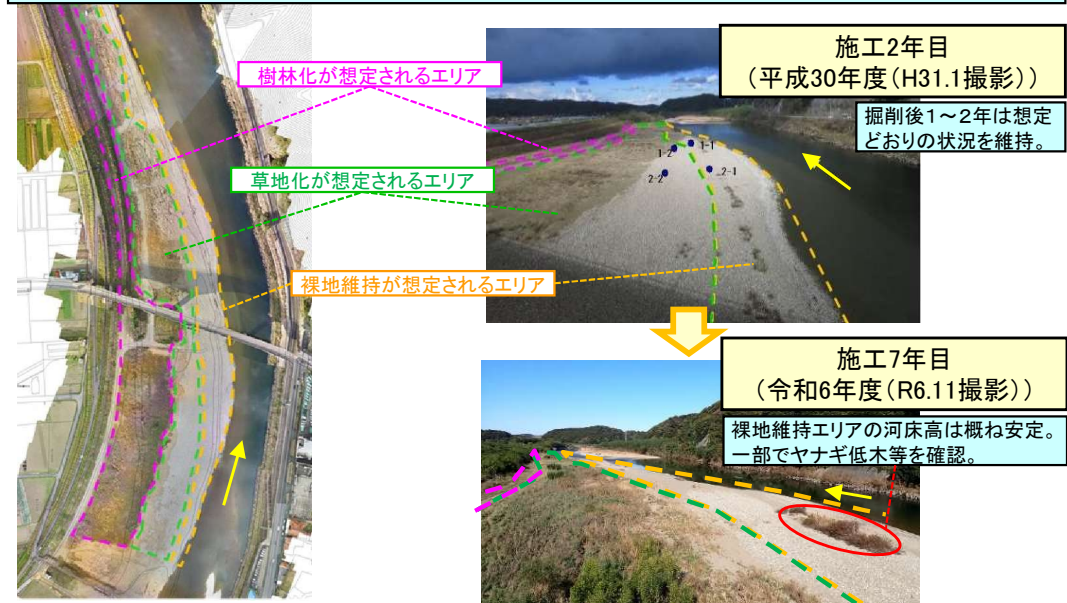 樹林化が想定されるエリア
草地化が想定されるエリア
裸地維持が想定されるエリア
施工2年目
(平成30年度(H31.1撮影))
掘削後1~2年は想定
どおりの状況を維持。
1-1
1-2
2-1
2-2
施工7年目
(令和6年度(R6.11撮影))
裸地維持エリアの河床高は概ね安定。
一部でヤナギ低木等を確認。